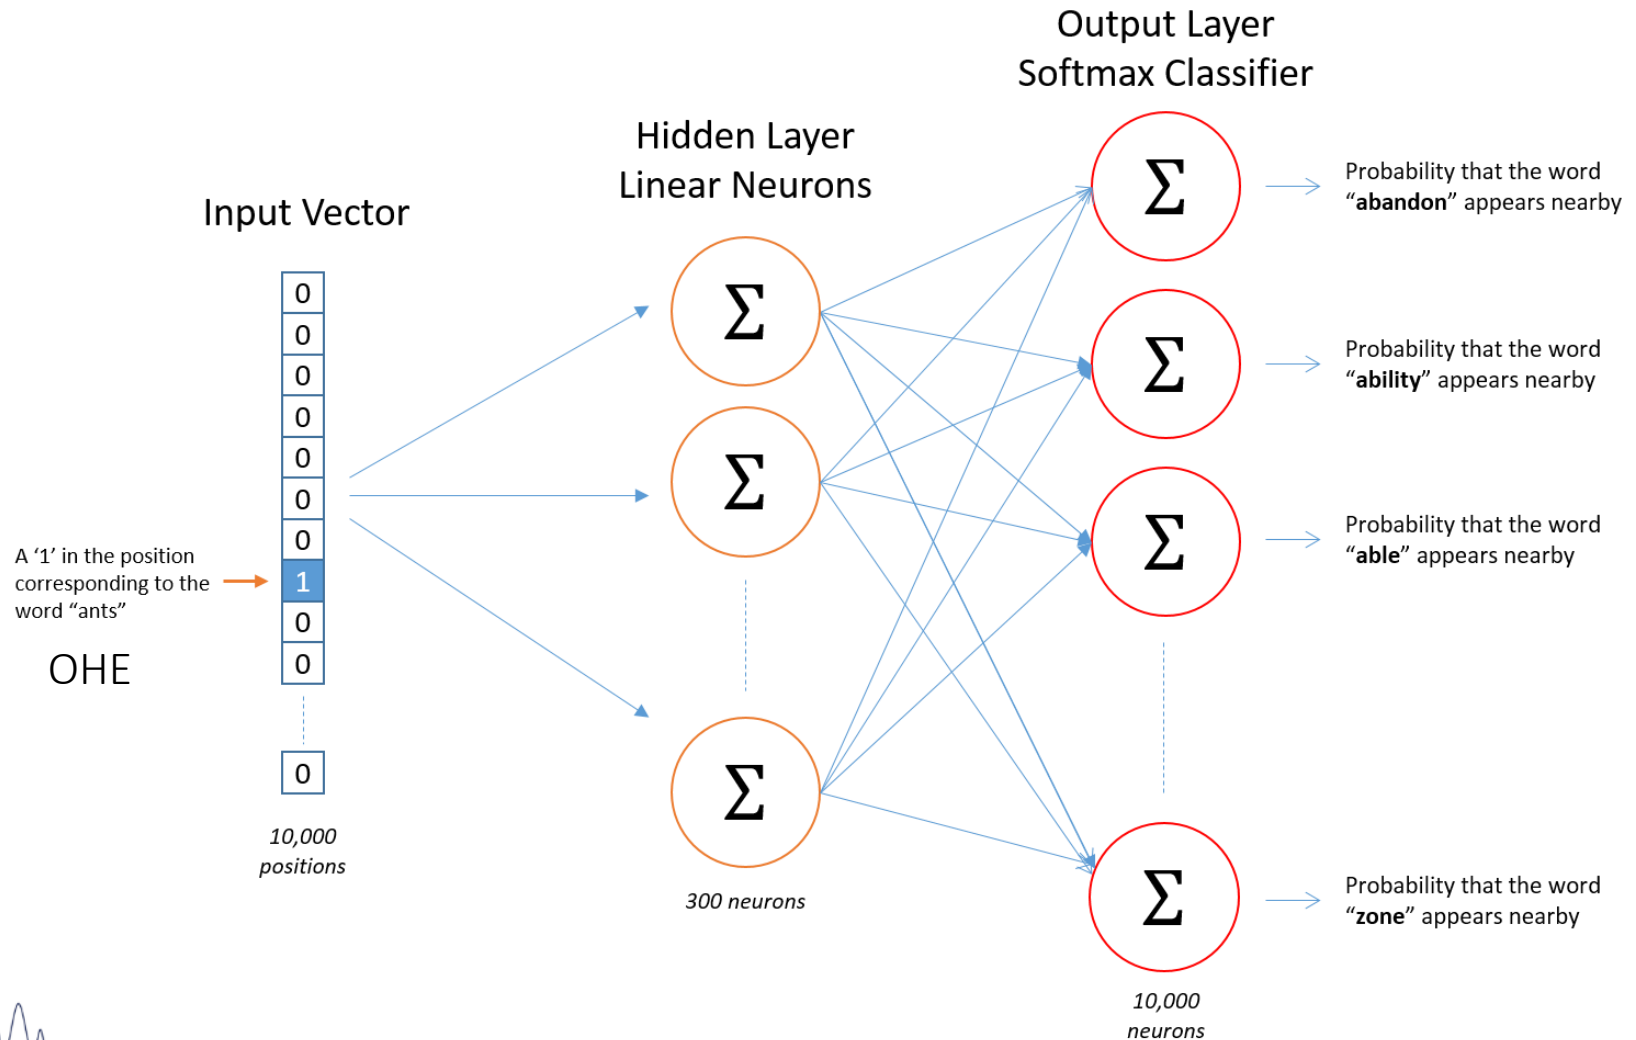 Output Layer
Softmax Classifier
Hidden Layer
Linear Neurons
Input Vector
0
0
0
0
0
0
0
1
0
0
0
A ‘1’ in the position
corresponding to the
word “ants”
OHE
10,000
positions
Σ
Σ
Σ
300 neurons
Σ
Σ
Σ
Σ
10,000
neurons
Probability that the word
“abandon” appears nearby
Probability that the word
“ability” appears nearby
Probability that the word
“able” appears nearby
Probability that the word
“zone” appears nearby